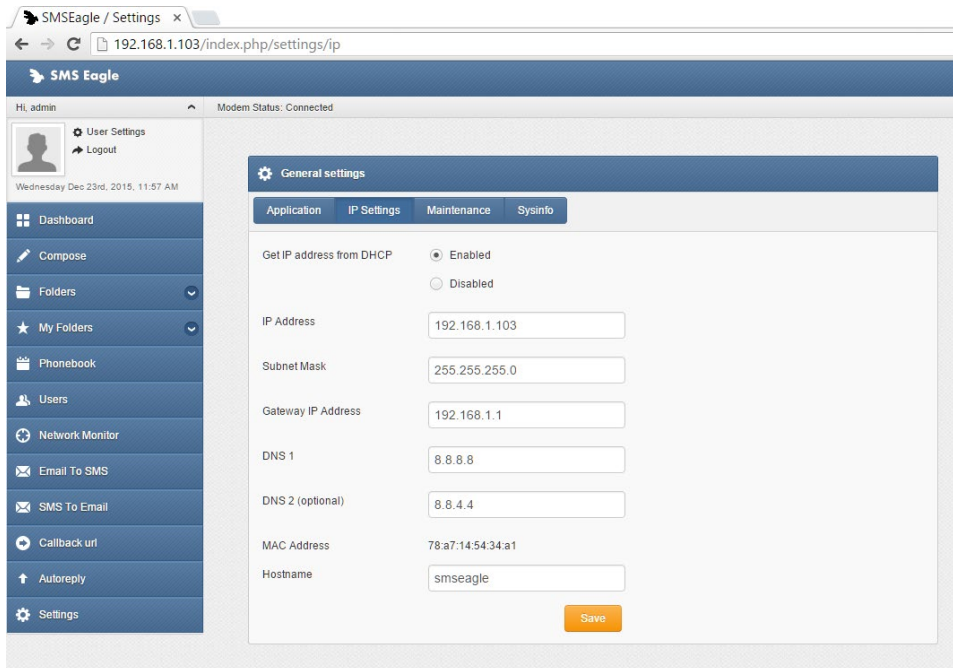 SMSEagle / Settings ×
192.168.1.103/index.php/settings/ip
SMS Eagle
Hi, admin
Modem Status: Connected
User Settings
Logout
Wednesday Dec 23rd, 2015, 11:57 AM
Dashboard
Compose
Folders
My Folders
Phonebook
Users
Network Monitor
Email To SMS
SMS To Email
Callback url
Autoreply
Settings
General settings
Application IP Settings Maintenance Sysinfo
Get IP address from DHCP Enabled
Disabled
IP Address 192.168.1.103
Subnet Mask 255.255.255.0
Gateway IP Address 192.168.1.1
DNS 1 8.8.8.8
DNS 2 (optional) 8.8.4.4
MAC Address 78:a7:14:54:34:a1
Hostname smseagle
Save